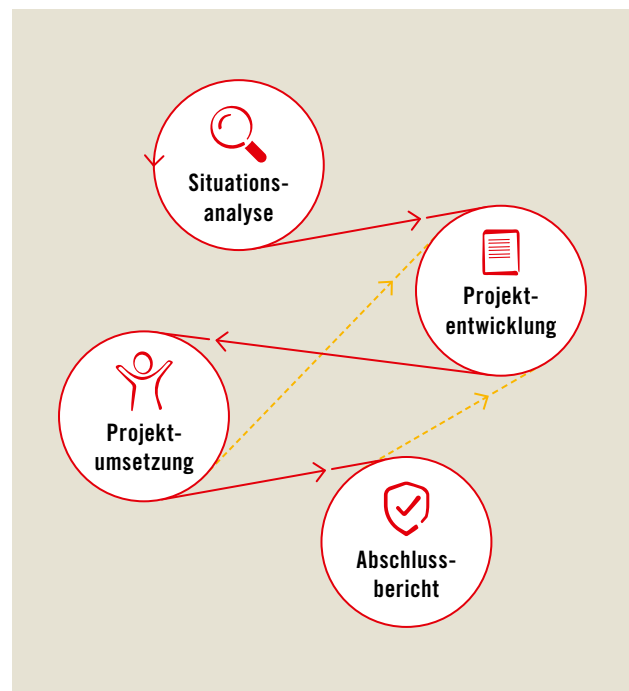 Situations-
analyse
Projekt-
entwicklung
Projekt-
umsetzung
Abschluss-
bericht